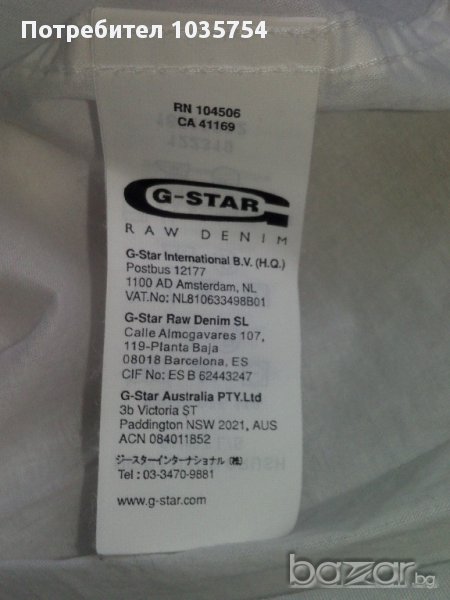 Потребител 1035754
RN 104506
CA 41169
G-STAR
RAW DENIM
G-Star International B.V. (H.Q.)
Postbus 12177
1100 AD Amsterdam, NL
VAT.No: NL810633498B01
G-Star Raw Denim SL
Calle Almogavares 107,
119-Planta Baja
08018 Barcelona, ES
CIF No: ES B 62443247
G-Star Australia PTY.Ltd
3b Victoria ST
Paddington NSW 2021, AUS
ACN 084011852
ジースターインターナショナル (株)
Tel : 03-3470-9881
www.g-star.com
bazar.bg